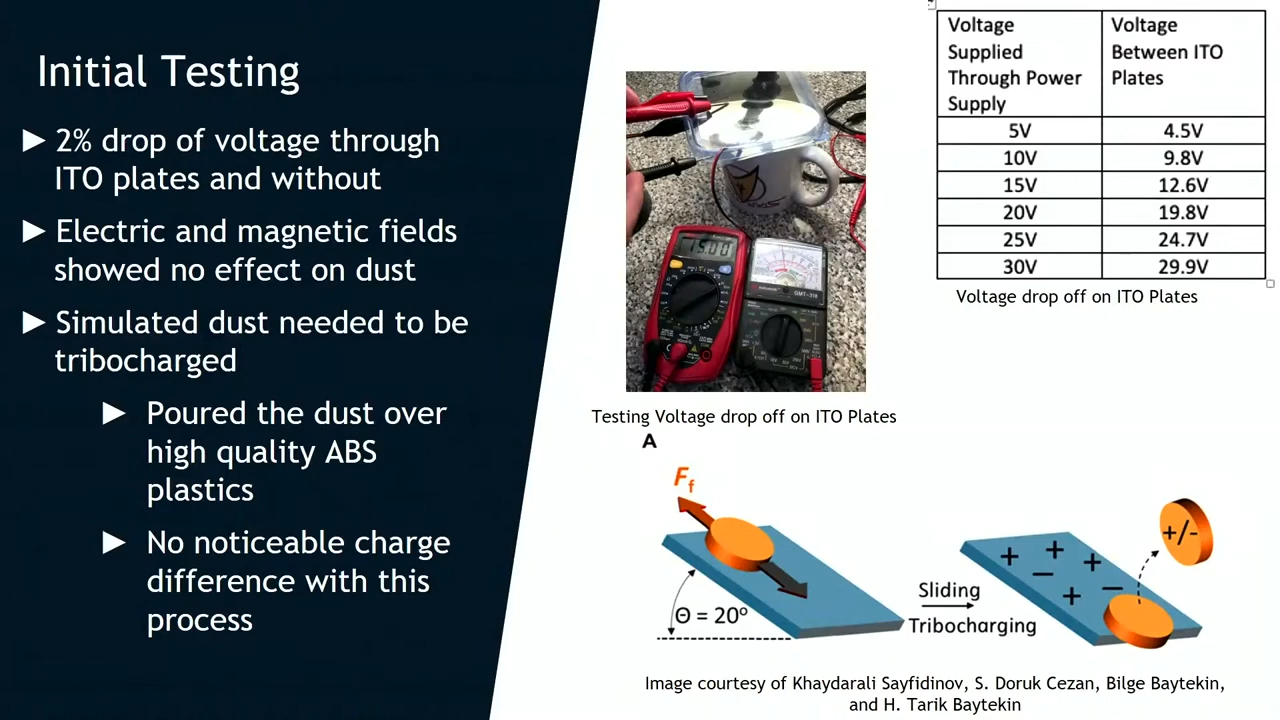 Initial Testing
► 2% drop of voltage through
ITO plates and without
► Electric and magnetic fields
showed no effect on dust
► Simulated dust needed to be
tribocharged
► Poured the dust over
high quality ABS
plastics
► No noticeable charge
difference with this
process
15.00
GMT-318
Testing Voltage drop off on ITO Plates
Voltage Supplied Through Power Supply | Voltage Between ITO Plates
5V 4.5V
10V 9.8V
15V 12.6V
20V 19.8V
25V 24.7V
30V 29.9V
Voltage drop off on ITO Plates
A
Ff
Θ = 20º
Sliding
Tribocharging
+ + + − + −
+/-
Image courtesy of Khaydarali Sayfidinov, S. Doruk Cezan, Bilge Baytekin,
and H. Tarik Baytekin